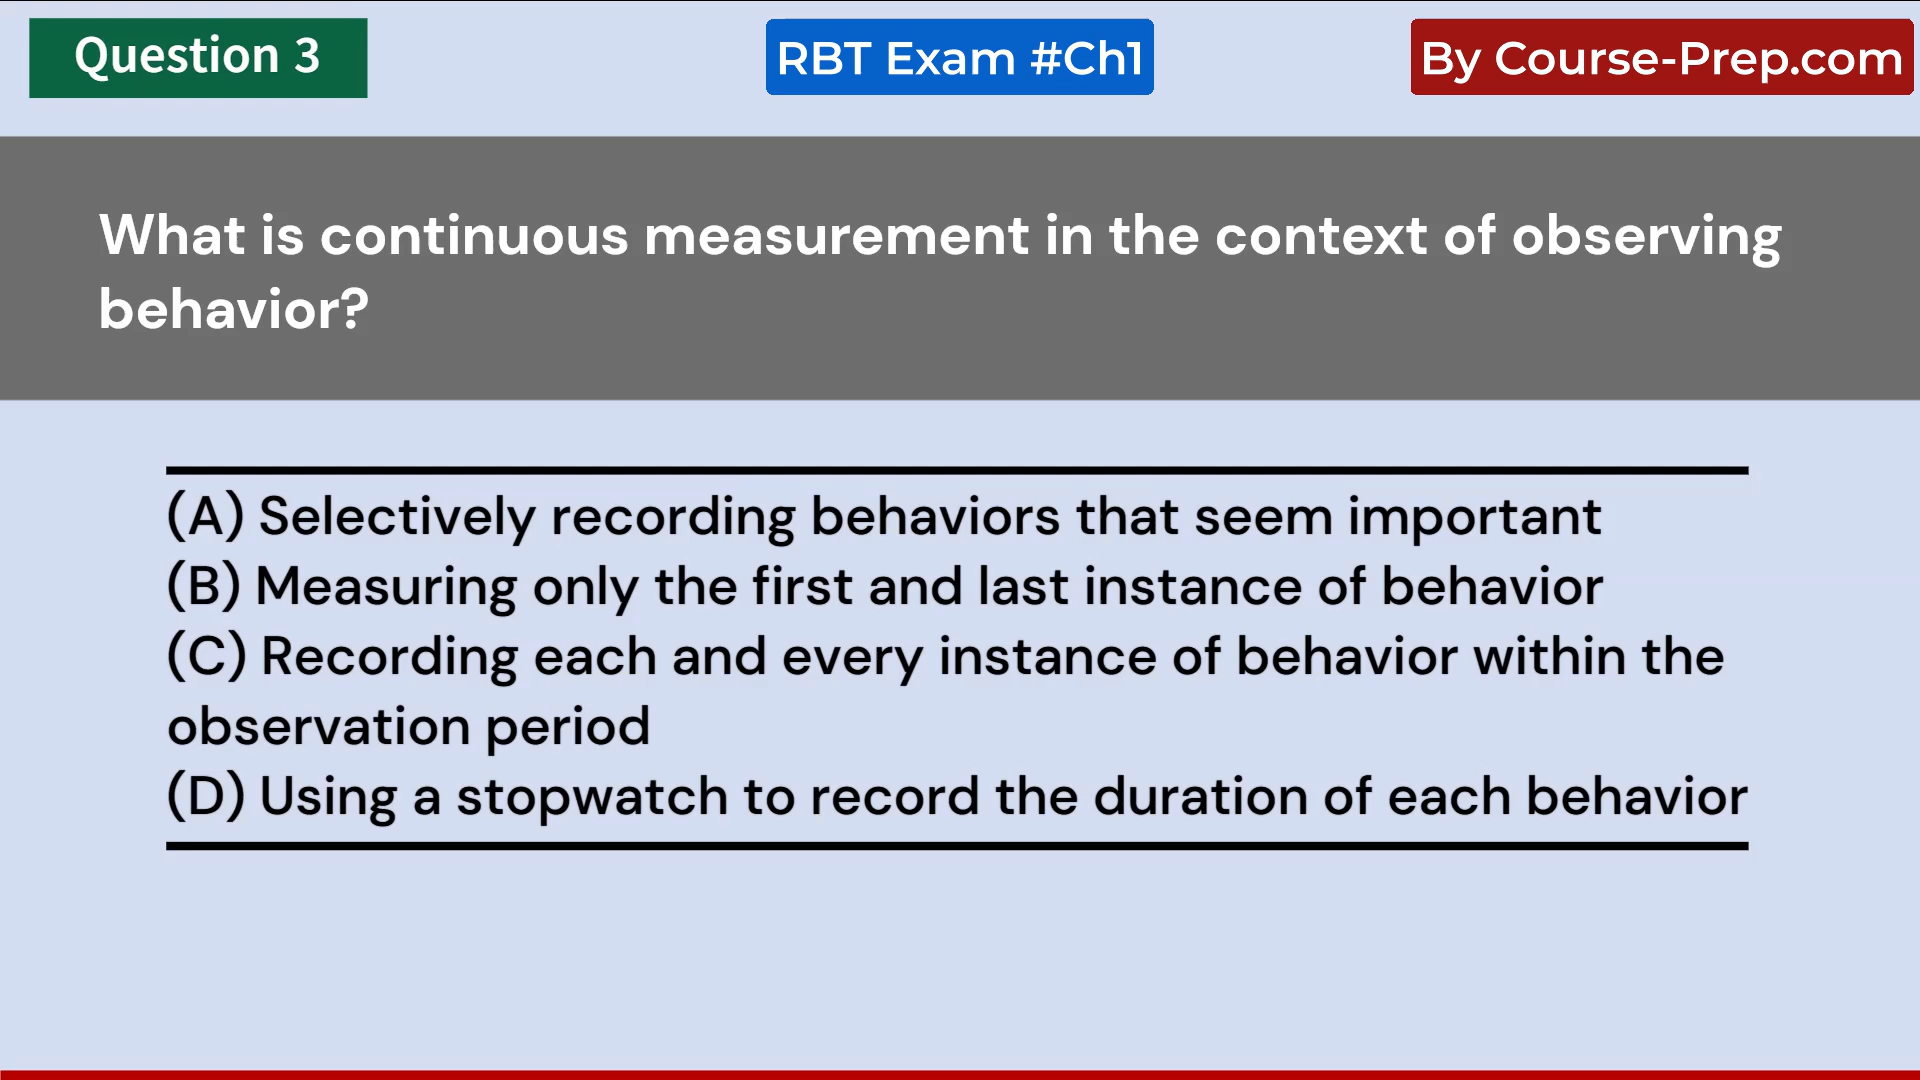 Question 3
RBT Exam #Ch1
By Course-Prep.com
What is continuous measurement in the context of observing
behavior?
(A) Selectively recording behaviors that seem important
(B) Measuring only the first and last instance of behavior
(C) Recording each and every instance of behavior within the
observation period
(D) Using a stopwatch to record the duration of each behavior